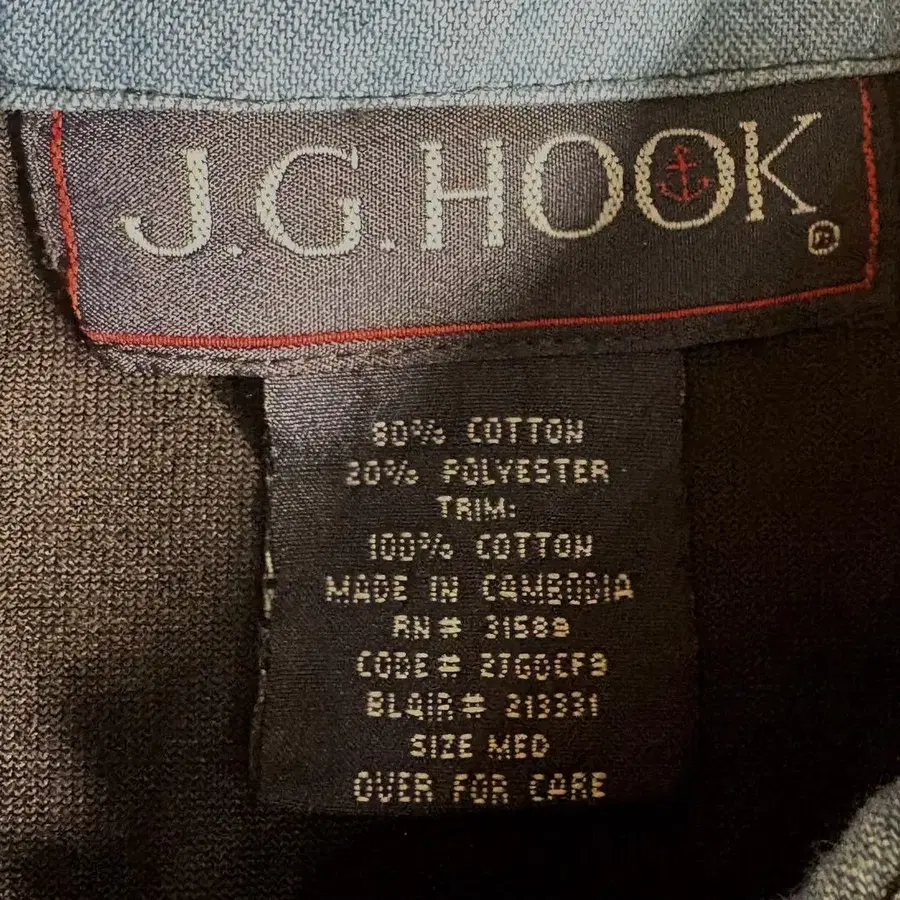 J.G.HOOK®
80% COTTON
20% POLYESTER
TRIM:
100% COTTON
MADE IN CAMBODIA
RN# 31589
CODE# 27GDCFB
BLAIR# 213331
SIZE MED
OVER FOR CARE